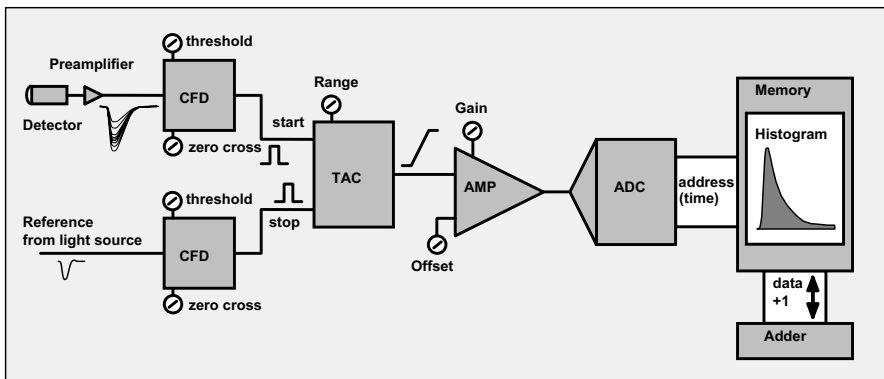 threshold
Preamplifier
CFD
Detector
zero cross
start
Range
TAC
Gain
AMP
Offset
ADC
address
(time)
Memory
Histogram
data
+1
Adder
threshold
Reference
from light source
CFD
stop
zero cross